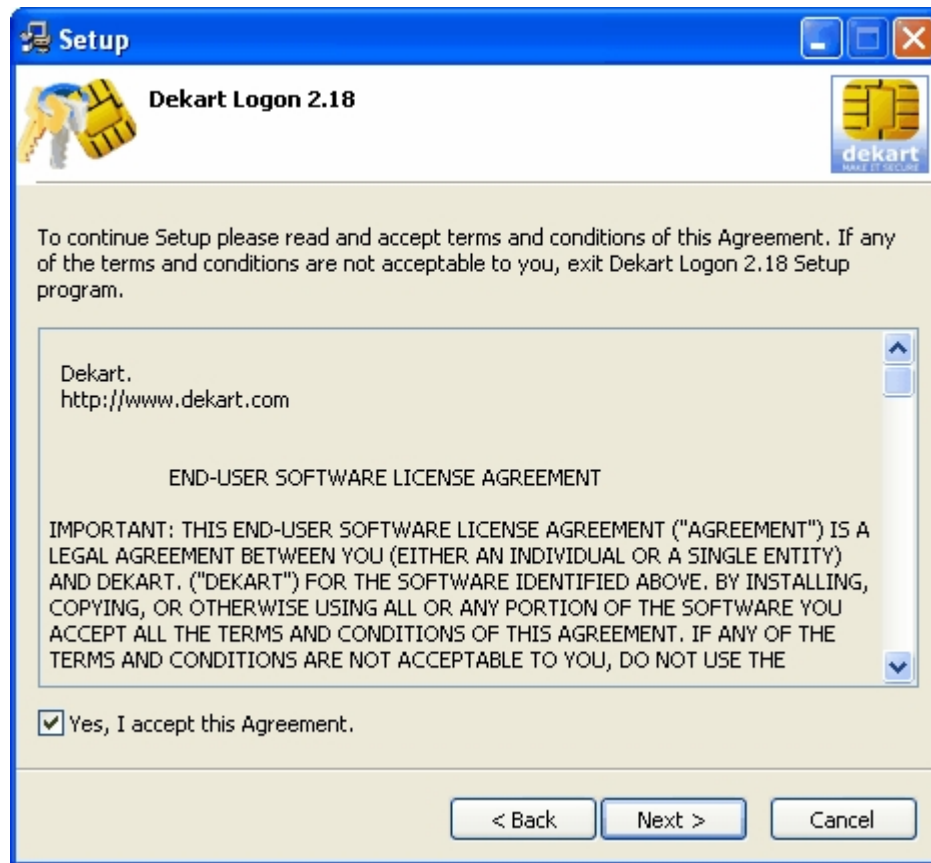 Setup
Dekart Logon 2.18
dekart
MAKE IT SECURE
To continue Setup please read and accept terms and conditions of this Agreement. If any
of the terms and conditions are not acceptable to you, exit Dekart Logon 2.18 Setup
program.
Dekart.
http://www.dekart.com
END-USER SOFTWARE LICENSE AGREEMENT
IMPORTANT: THIS END-USER SOFTWARE LICENSE AGREEMENT ("AGREEMENT") IS A
LEGAL AGREEMENT BETWEEN YOU (EITHER AN INDIVIDUAL OR A SINGLE ENTITY)
AND DEKART. ("DEKART") FOR THE SOFTWARE IDENTIFIED ABOVE. BY INSTALLING,
COPYING, OR OTHERWISE USING ALL OR ANY PORTION OF THE SOFTWARE YOU
ACCEPT ALL THE TERMS AND CONDITIONS OF THIS AGREEMENT. IF ANY OF THE
TERMS AND CONDITIONS ARE NOT ACCEPTABLE TO YOU, DO NOT USE THE
Yes, I accept this Agreement.
< Back Next > Cancel